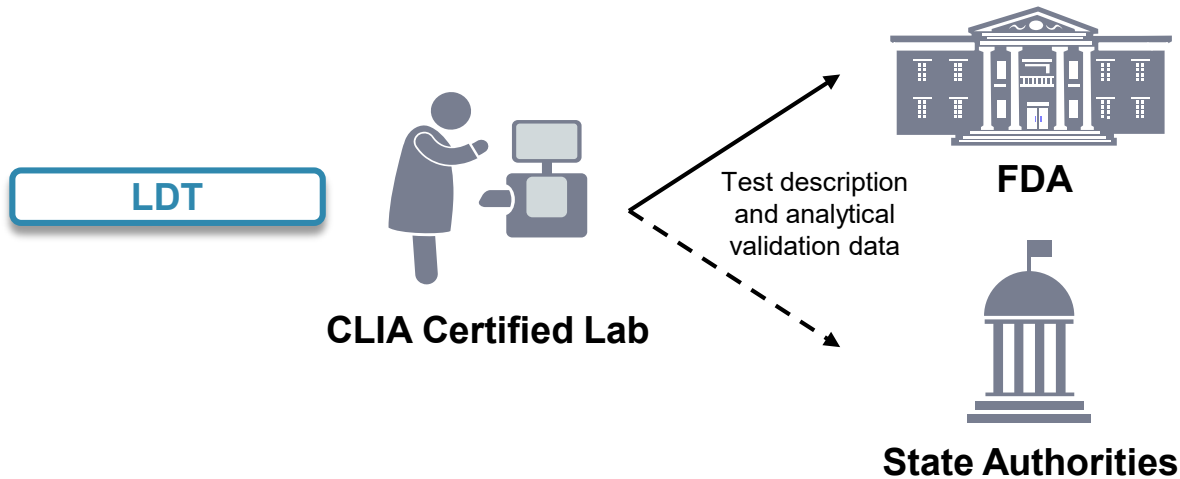 LDT
CLIA Certified Lab
Test description
and analytical
validation data
FDA
State Authorities